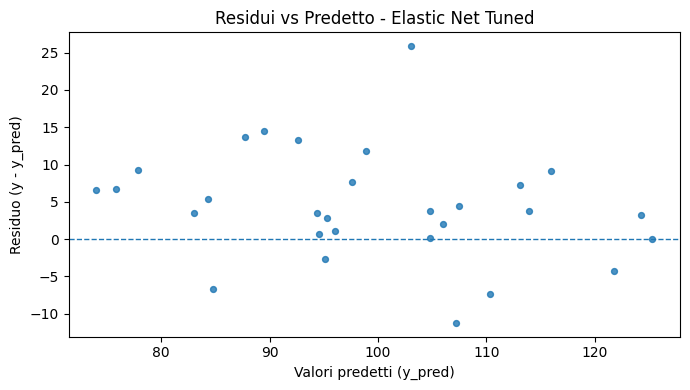 Residui vs Predetto - Elastic Net Tuned
Residuo (y - y_pred)
25
20
15
10
5
0
−5
−10
80 90 100 110 120
Valori predetti (y_pred)